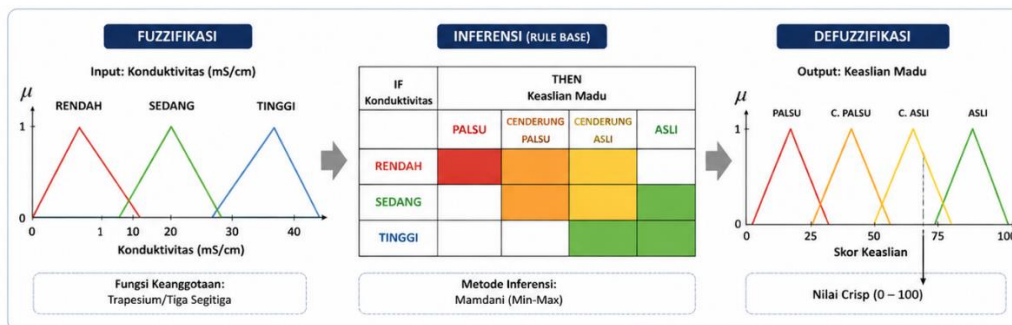 FUZZIFIKASI
Input: Konduktivitas (mS/cm)
μ
RENDAH SEDANG TINGGI
1
0
0 1 10 20 30 40
Konduktivitas (mS/cm)
Fungsi Keanggotaan:
Trapesium/Tiga Segitiga
INFERENSI (RULE BASE)
IF
Konduktivitas
THEN
Keaslian Madu
PALSU
CENDERUNG
PALSU
CENDERUNG
ASLI
ASLI
RENDAH
SEDANG
TINGGI
Metode Inferensi:
Mamdani (Min-Max)
DEFUZZIFIKASI
Output: Keaslian Madu
μ
PALSU C. PALSU C. ASLI ASLI
1
0
0 25 50 75 100
Skor Keaslian
Nilai Crisp (0 – 100)